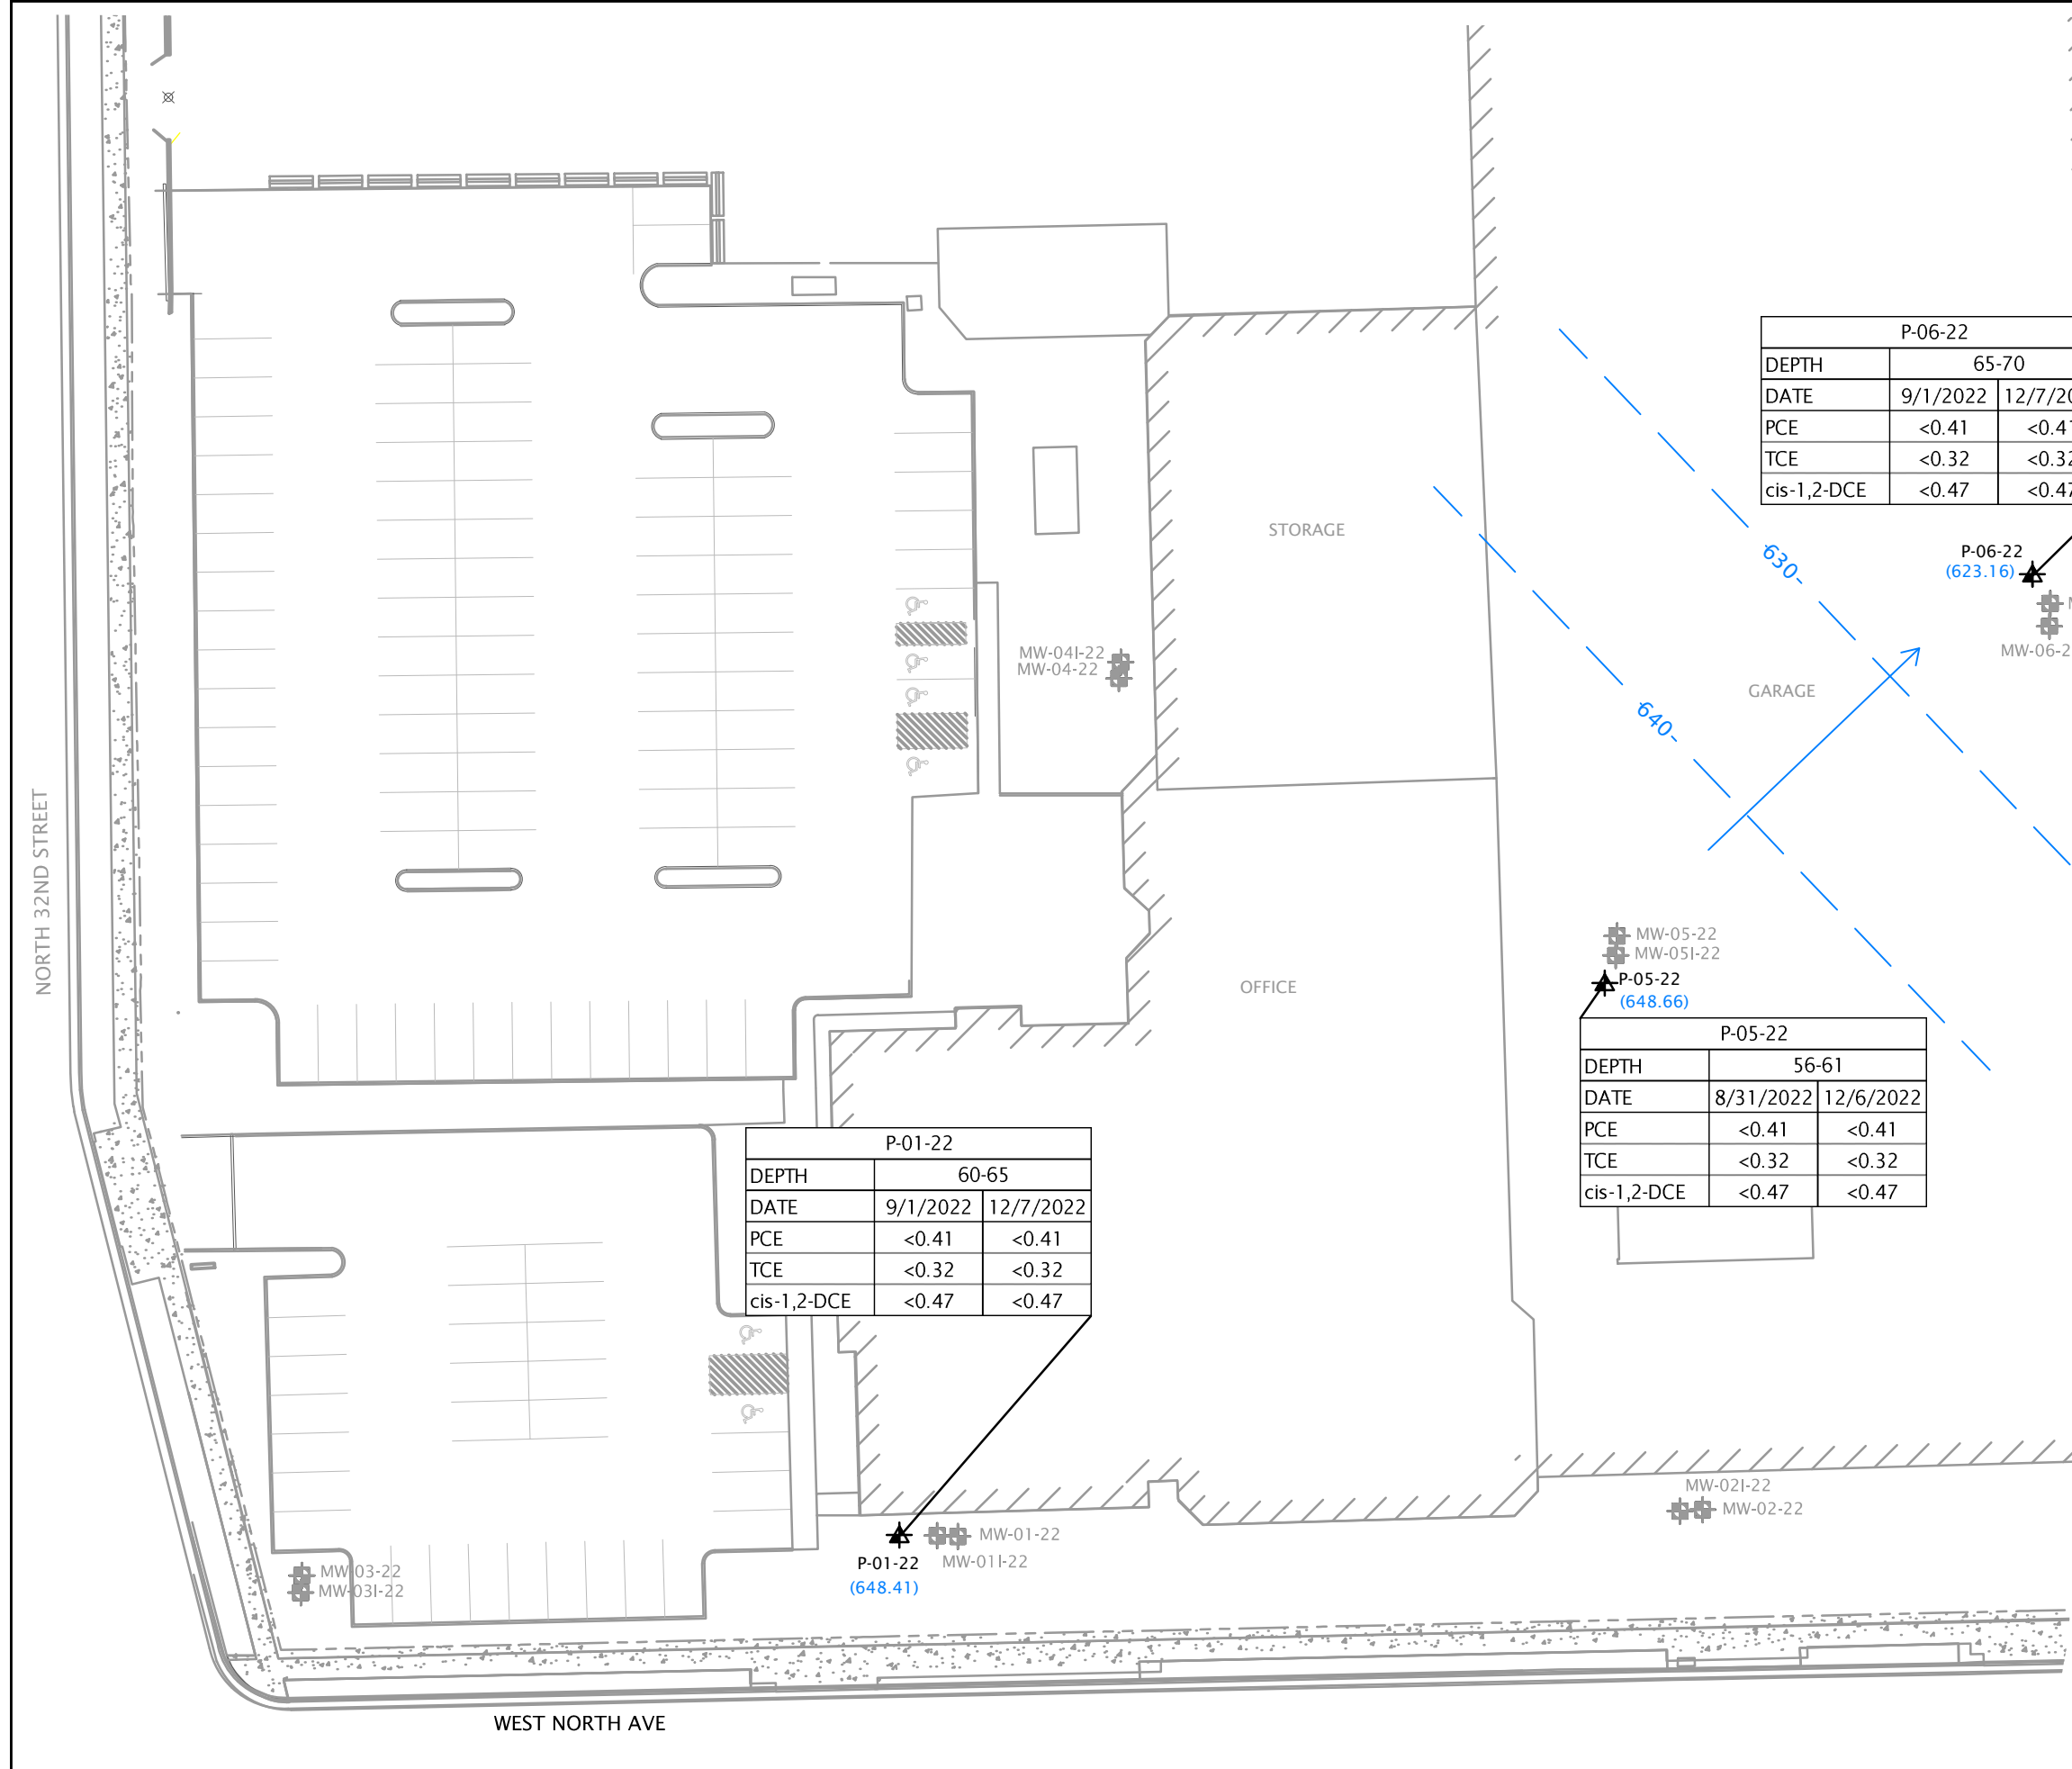 P-06-22
DEPTH 65-70
DATE 9/1/2022
PCE <0.41
TCE <0.32
cis-1,2-DCE <0.47
STORAGE
630
P-06-22
(623.16)
MW-04I-22
MW-04-22
GARAGE
640
NORTH 32ND STREET
MW-05-22
MW-05I-22
P-05-22
(648.66)
OFFICE
P-05-22
DEPTH 56-61
DATE 8/31/2022 12/6/2022
PCE <0.41 <0.41
TCE <0.32 <0.32
cis-1,2-DCE <0.47 <0.47
P-01-22
DEPTH 60-65
DATE 9/1/2022 12/7/2022
PCE <0.41 <0.41
TCE <0.32 <0.32
cis-1,2-DCE <0.47 <0.47
MW-02I-22
MW-02-22
MW-01-22
P-01-22
MW-01I-22
(648.41)
MW-03-22
MW-03I-22
WEST NORTH AVE